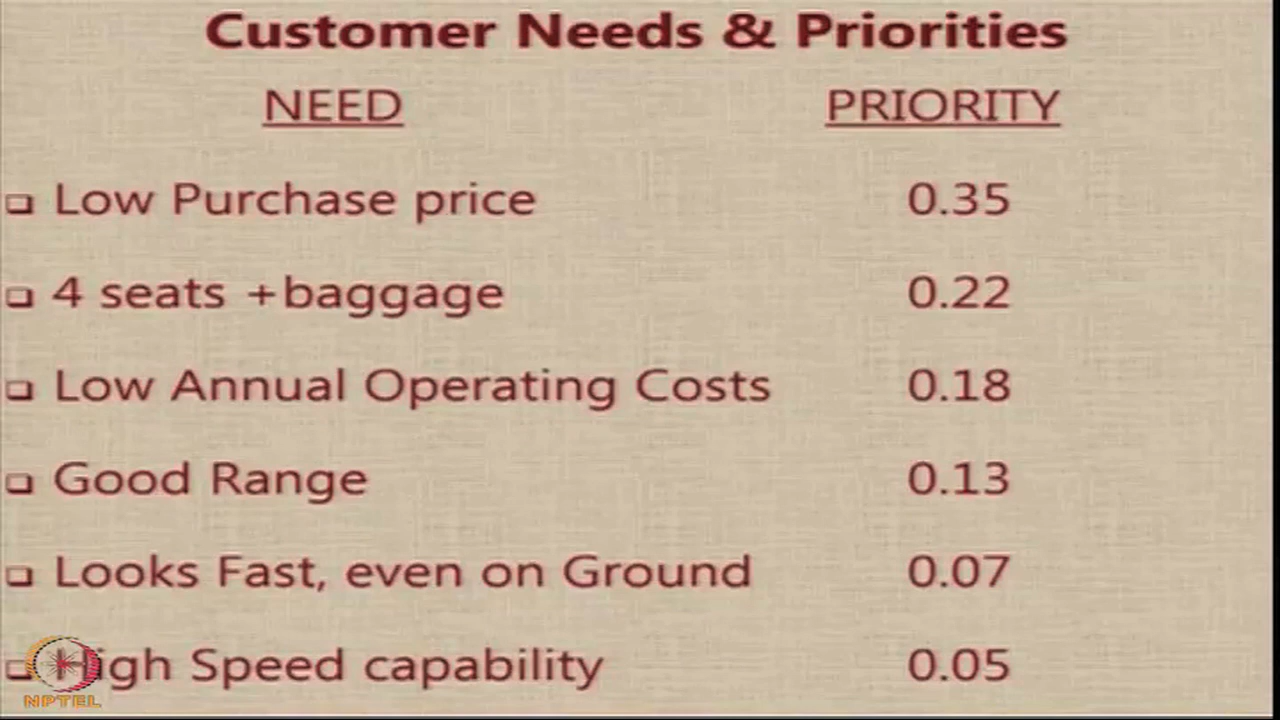 Customer Needs & Priorities
NEED PRIORITY
Low Purchase price 0.35
4 seats +baggage 0.22
Low Annual Operating Costs 0.18
Good Range 0.13
Looks Fast, even on Ground 0.07
High Speed capability 0.05
NPTEL